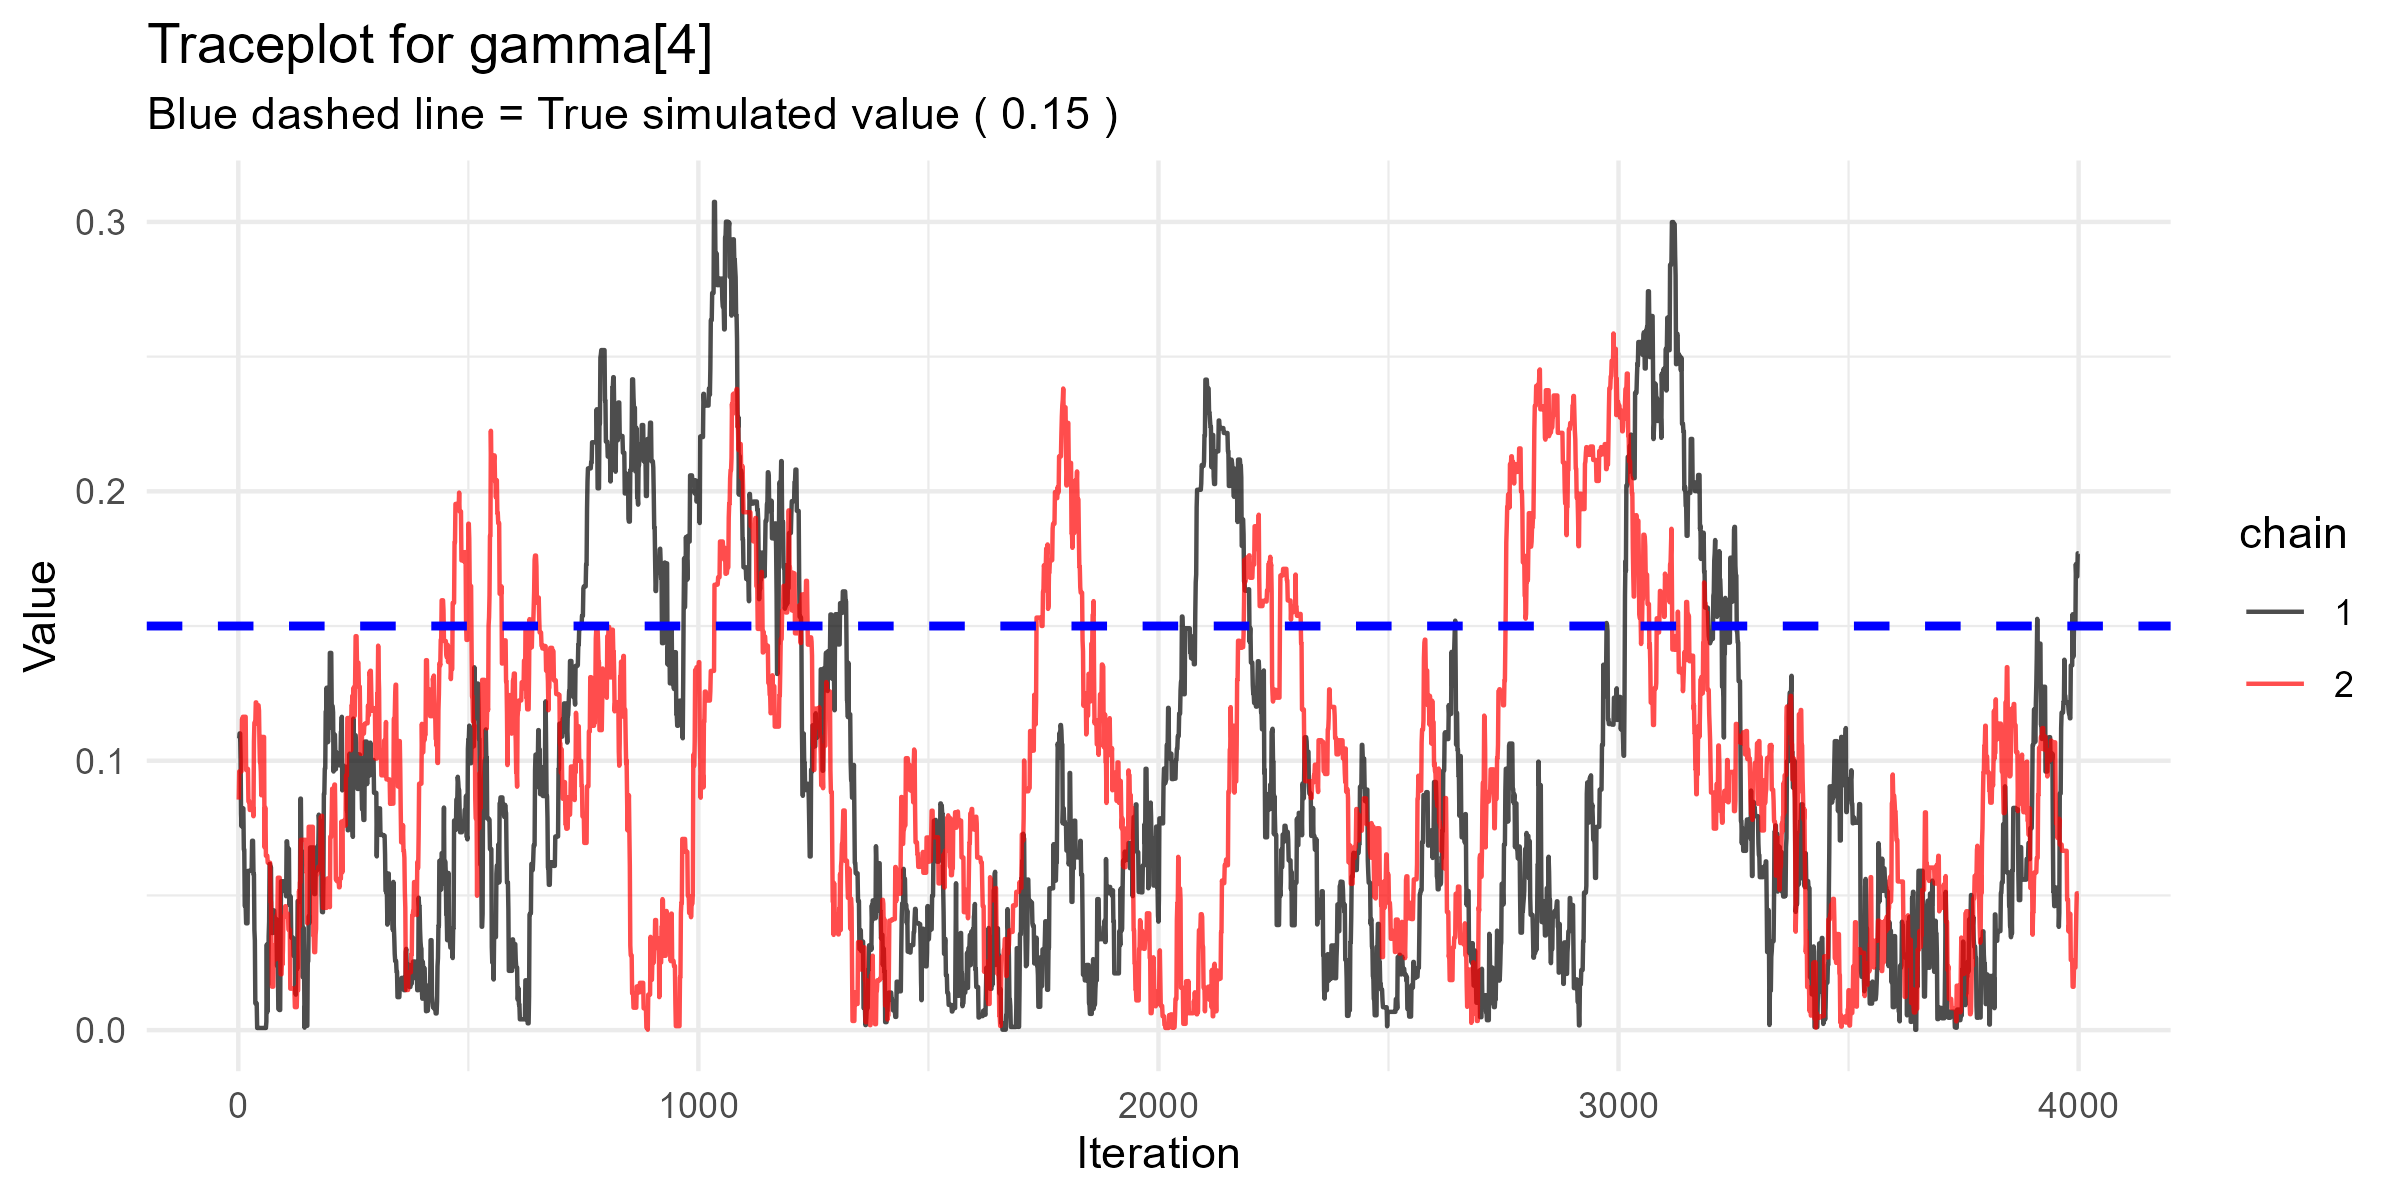 Traceplot for gamma[4]
Blue dashed line = True simulated value ( 0.15 )
0.3
0.2
0.1
0.0
Value
0 1000 2000 3000 4000
Iteration
chain
1
2